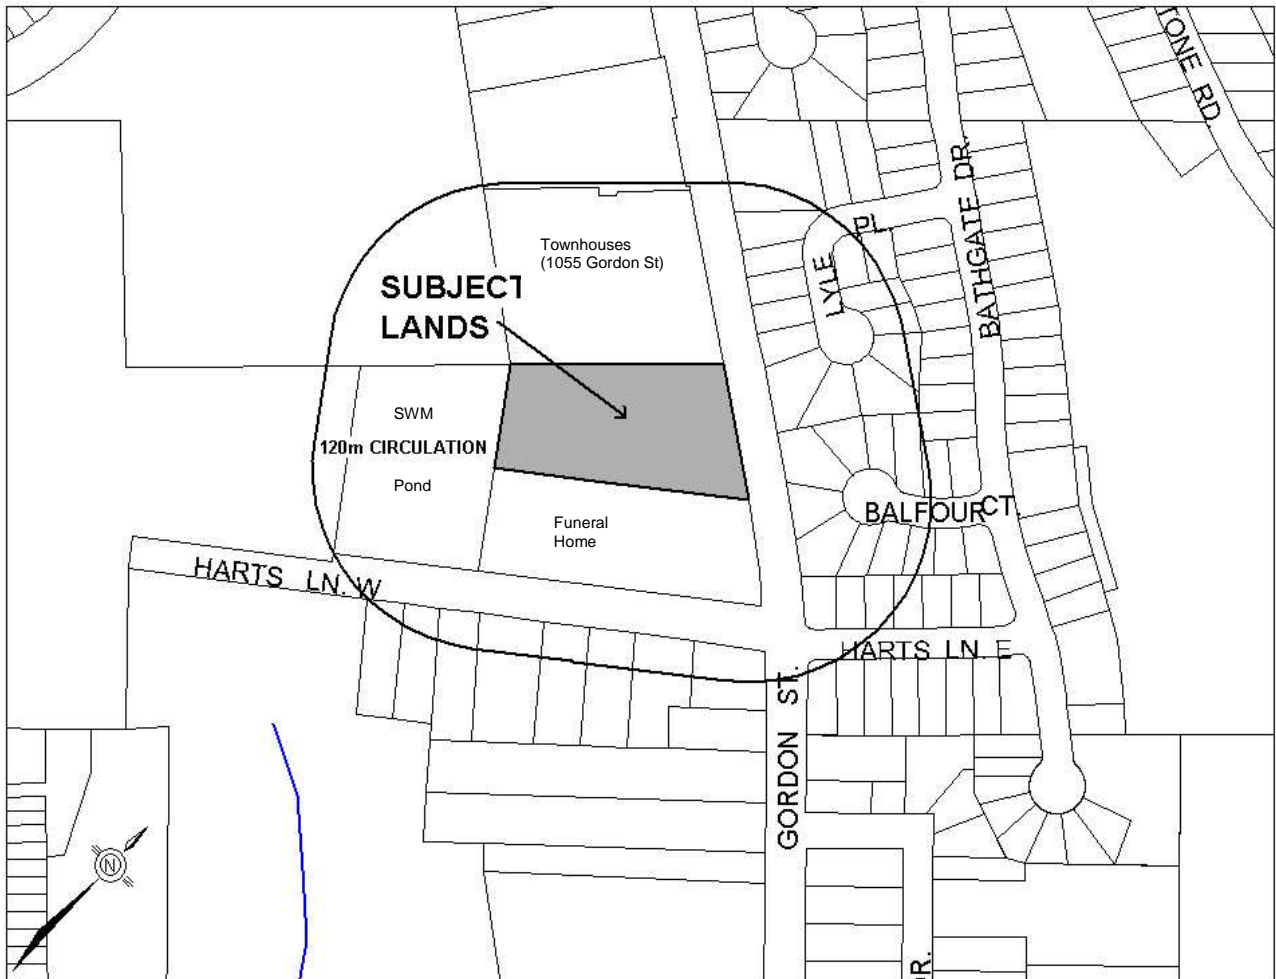 TONE RD.
BATHGATE DR.
PL
LYLE
Townhouses
(1055 Gordon St)
SUBJECT
LANDS
SWM
120m CIRCULATION
Pond
Funeral
Home
BALFOUR CT.
HARTS LN. W
HARTS LN. E
GORDON ST.
N
DR.